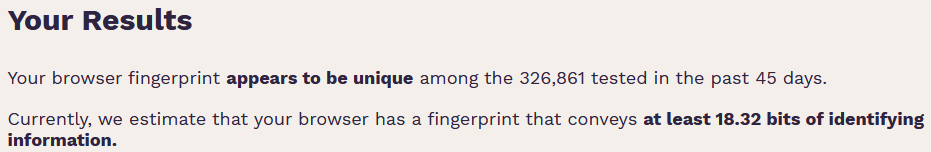 Your Results
Your browser fingerprint appears to be unique among the 326,861 tested in the past 45 days.
Currently, we estimate that your browser has a fingerprint that conveys at least 18.32 bits of identifying
information.